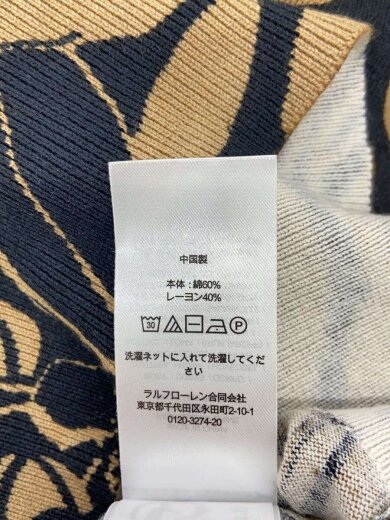 中国製
本体 : 綿60%
レーヨン40%
30
P
洗濯ネットに入れて洗濯してくだ
さい
ラルフローレン合同会社
東京都千代田区永田町2-10-1
0120-3274-20